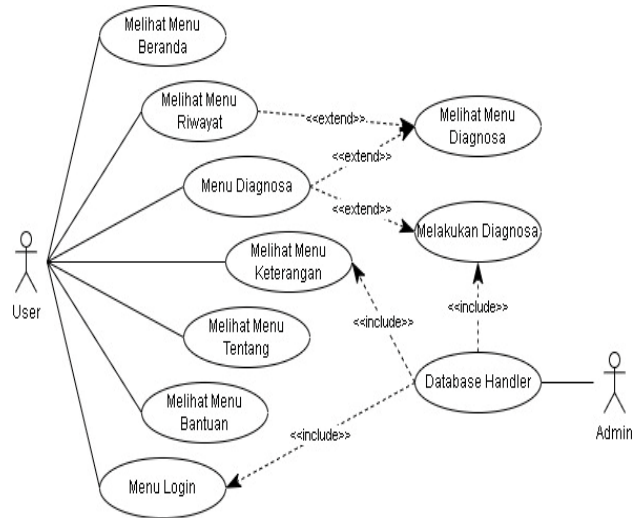 Melihat Menu
Beranda
Melihat Menu
Riwayat
<<extend>>
Melihat Menu
Diagnosa
<<extend>>
Menu Diagnosa
<<extend>>
Melakukan Diagnosa
Melihat Menu
Keterangan
User
<<include>>
<<include>>
Melihat Menu
Tentang
Database Handler
Admin
Melihat Menu
Bantuan
<<include>>
Menu Login